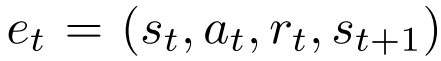 e_t = (s_t, a_t, r_t, s_{t+1})